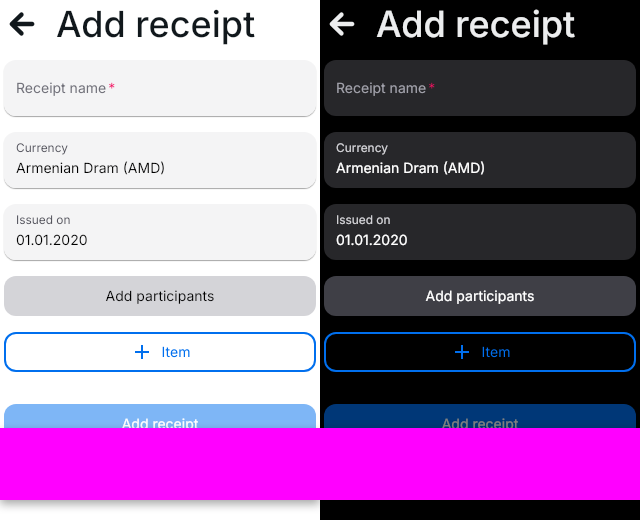 Add receipt
Receipt name*
Currency
Armenian Dram (AMD)
Issued on
01.01.2020
Add participants
+ Item
Add receipt
Add receipt
Receipt name*
Currency
Armenian Dram (AMD)
Issued on
01.01.2020
Add participants
+ Item
Add receipt